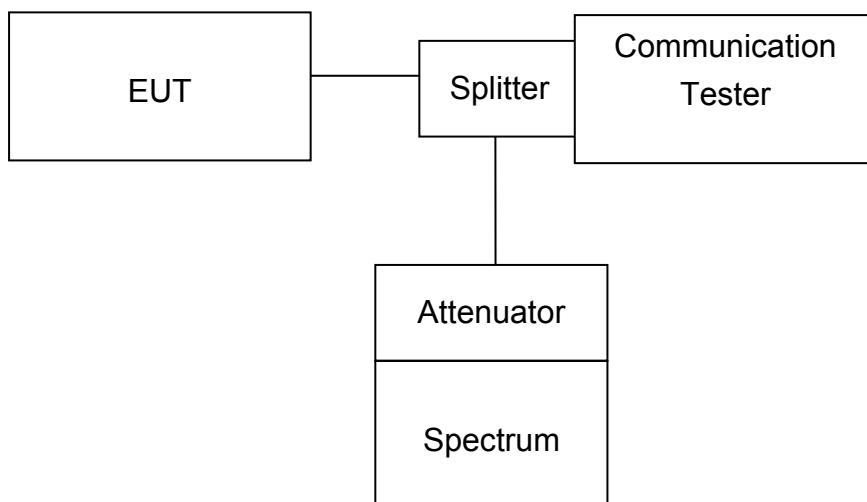 EUT
Splitter
Communication
Tester
Attenuator
Spectrum